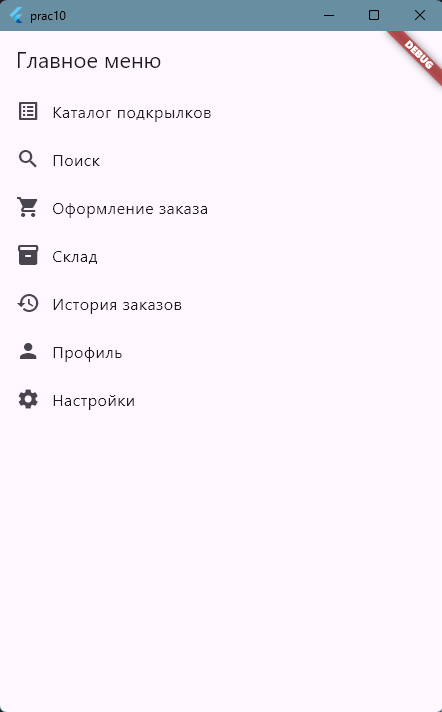 prac10
DEBUG
Главное меню
Каталог подкрылков
Поиск
Оформление заказа
Склад
История заказов
Профиль
Настройки